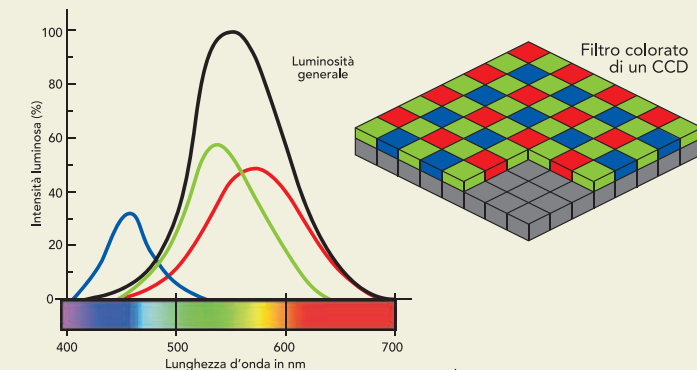 100
80
60
40
20
0
Intensità luminosa (%)
Luminosità
generale
400
500
600
700
Lunghezza d'onda in nm
Filtro colorato
di un CCD